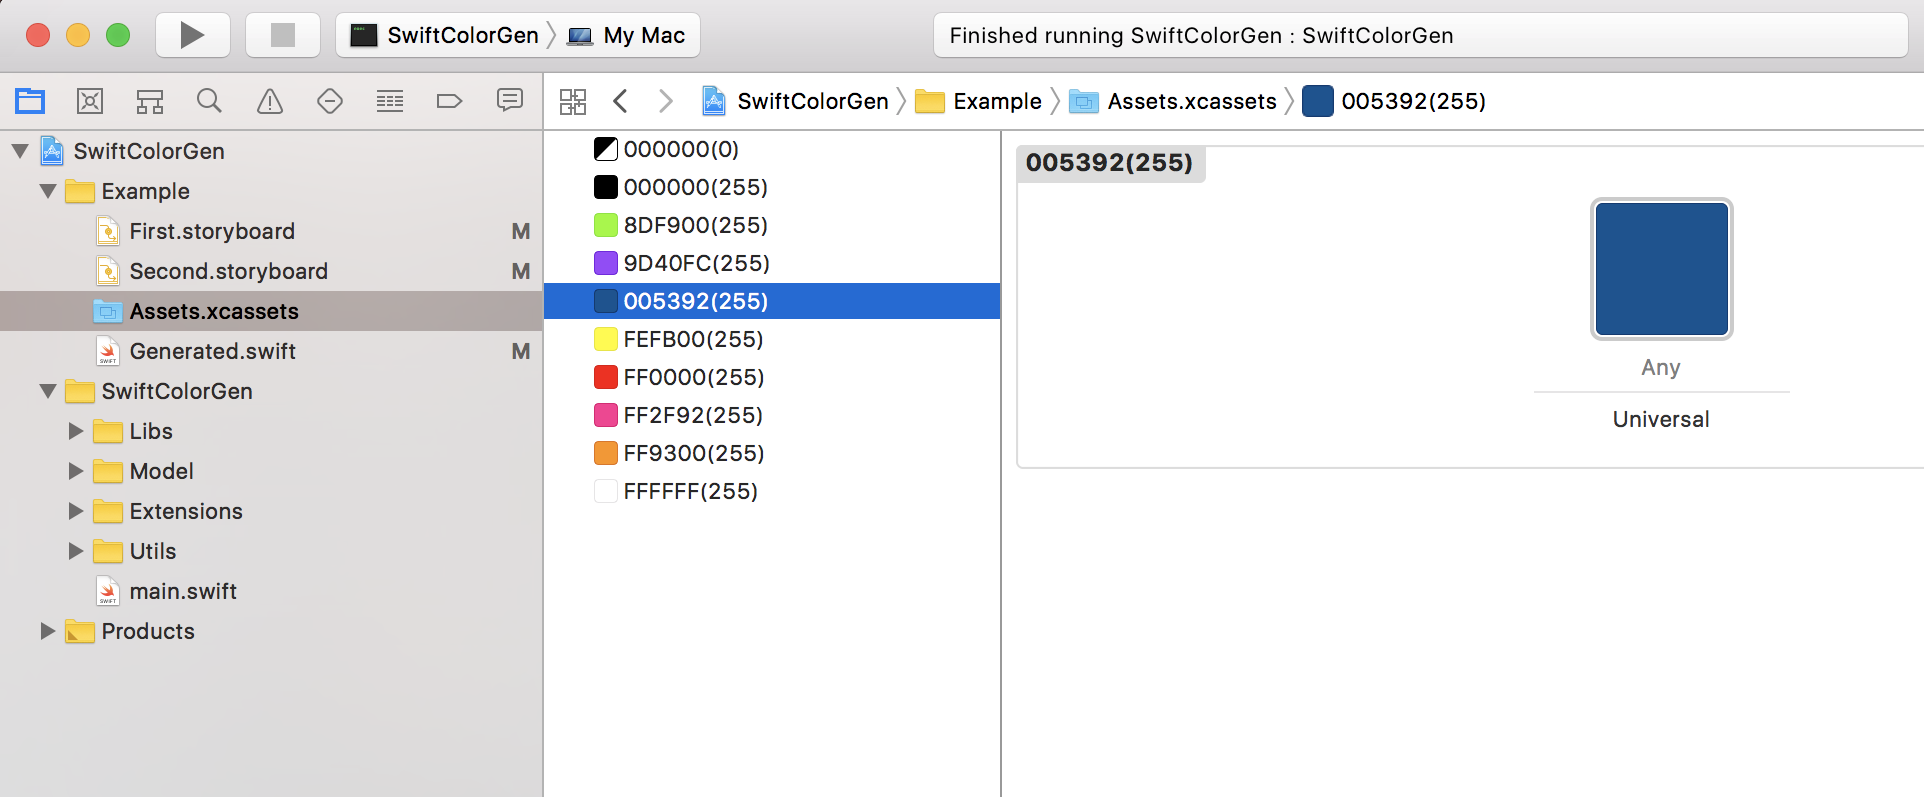 SwiftColorGen My Mac
Finished running SwiftColorGen : SwiftColorGen
SwiftColorGen Example Assets.xcassets 005392(255)
SwiftColorGen
Example
First.storyboard M
Second.storyboard M
Assets.xcassets
Generated.swift M
SwiftColorGen
Libs
Model
Extensions
Utils
main.swift
Products
000000(0)
000000(255)
8DF900(255)
9D40FC(255)
005392(255)
FEFB00(255)
FF0000(255)
FF2F92(255)
FF9300(255)
FFFFFF(255)
005392(255)
Any
Universal